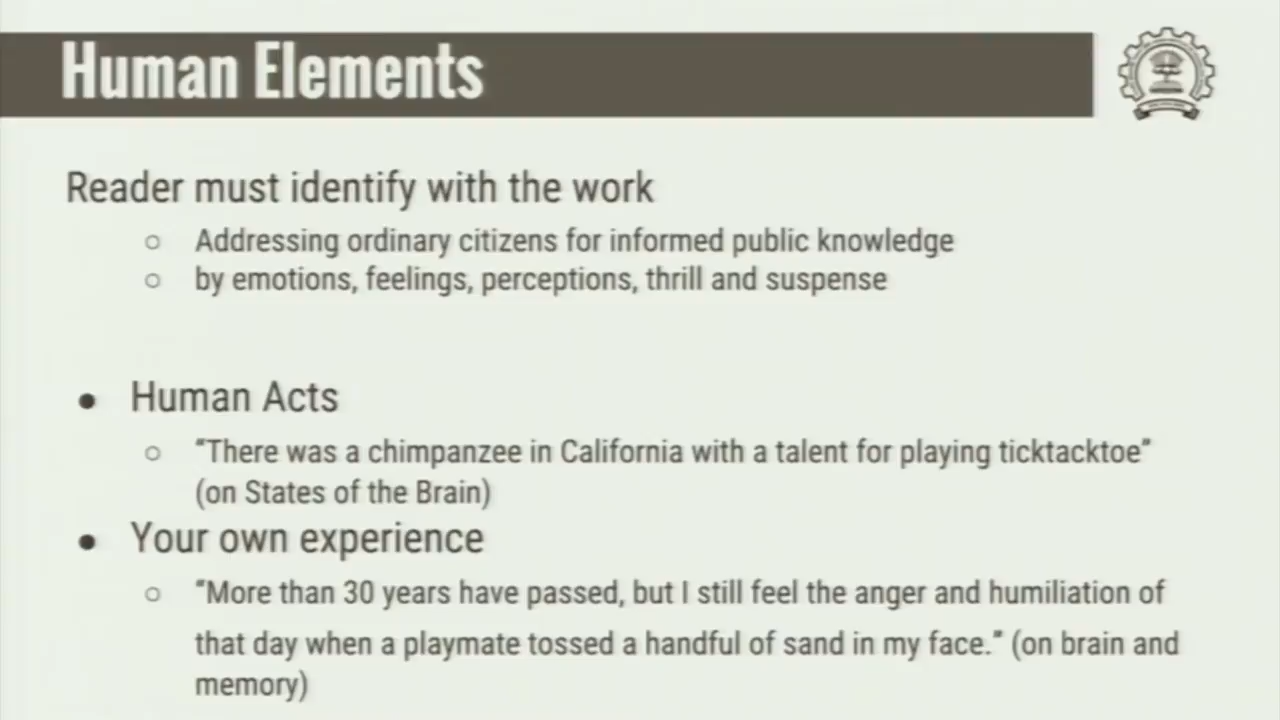 Human Elements
Reader must identify with the work
○ Addressing ordinary citizens for informed public knowledge
○ by emotions, feelings, perceptions, thrill and suspense
● Human Acts
○ “There was a chimpanzee in California with a talent for playing ticktacktoe”
(on States of the Brain)
● Your own experience
○ “More than 30 years have passed, but I still feel the anger and humiliation of
that day when a playmate tossed a handful of sand in my face.” (on brain and
memory)